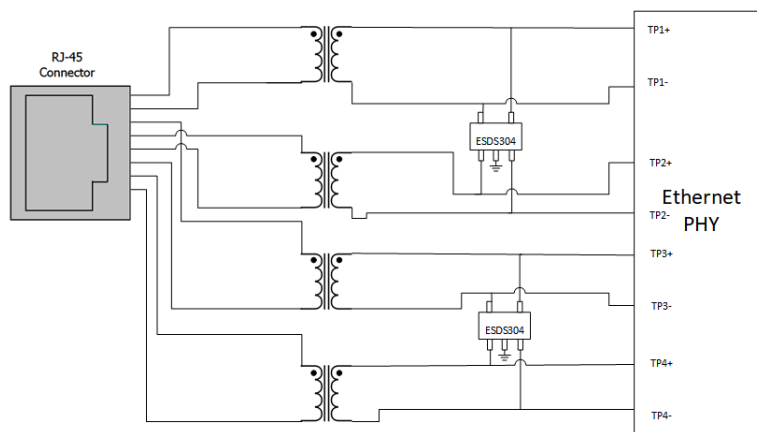 RJ-45
Connector
TP1+
TP1-
ESDS304
TP2+
Ethernet
PHY
TP2-
TP3+
TP3-
ESDS304
TP4+
TP4-